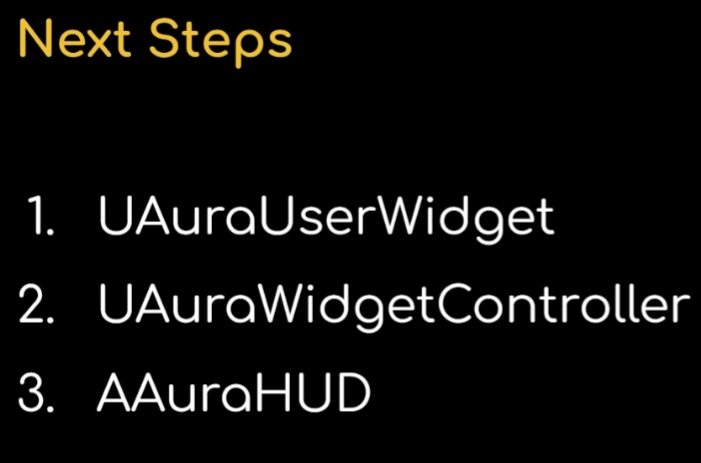 Next Steps
1. UAuraUserWidget
2. UAuraWidgetController
3. AAuraHUD